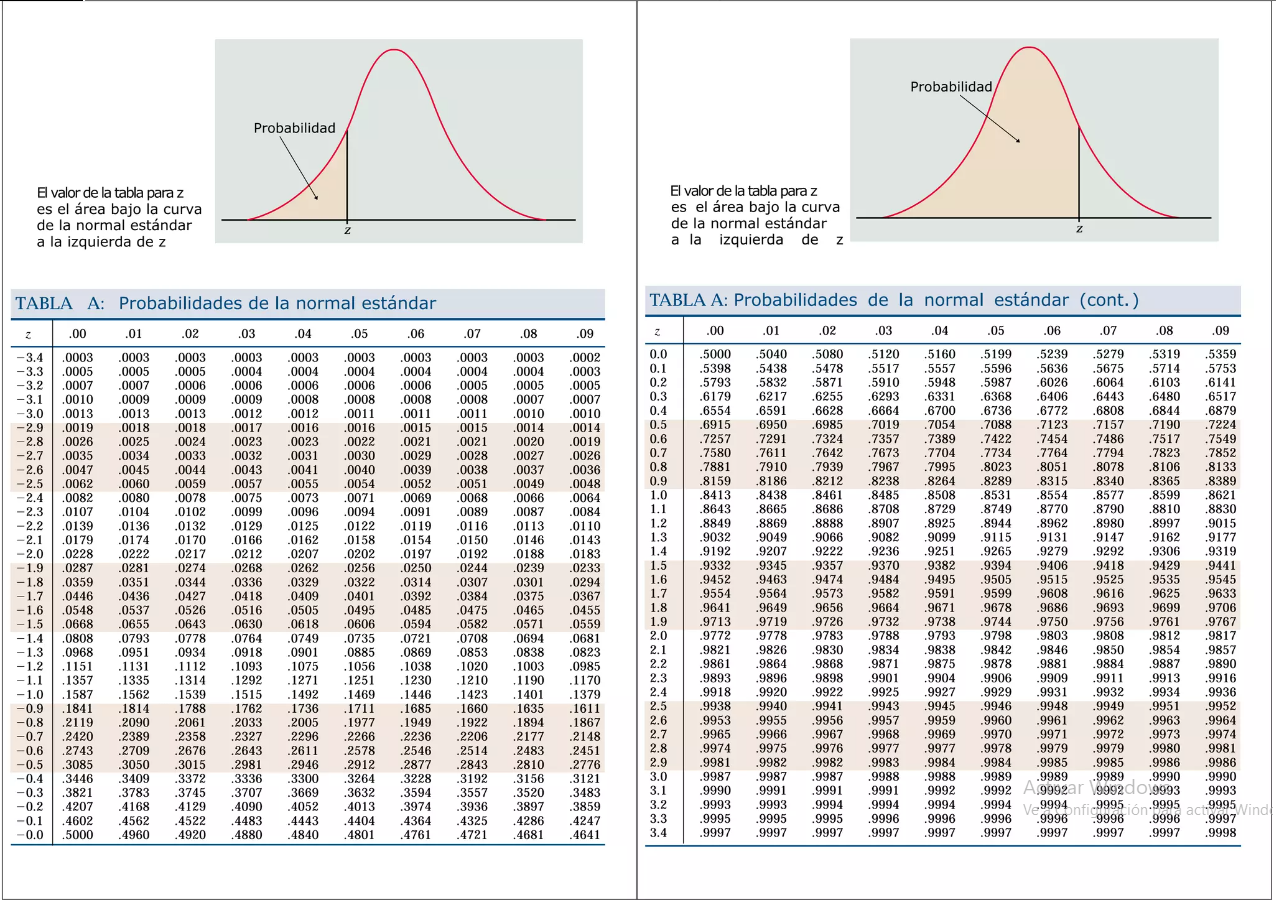 Probabilidad
El valor de la tabla para z
es el área bajo la curva
de la normal estándar
a la izquierda de z
z
TABLA A: Probabilidades de la normal estándar
z .00 .01 .02 .03 .04 .05 .06 .07 .08 .09
−3.4 .0003 .0003 .0003 .0003 .0003 .0003 .0003 .0003 .0003 .0002
−3.3 .0005 .0005 .0005 .0004 .0004 .0004 .0004 .0004 .0004 .0003
−3.2 .0007 .0007 .0006 .0006 .0006 .0006 .0006 .0005 .0005 .0005
−3.1 .0010 .0009 .0009 .0009 .0008 .0008 .0008 .0008 .0007 .0007
−3.0 .0013 .0013 .0013 .0012 .0012 .0011 .0011 .0011 .0010 .0010
−2.9 .0019 .0018 .0018 .0017 .0016 .0016 .0015 .0015 .0014 .0014
−2.8 .0026 .0025 .0024 .0023 .0023 .0022 .0021 .0021 .0020 .0019
−2.7 .0035 .0034 .0033 .0032 .0031 .0030 .0029 .0028 .0027 .0026
−2.6 .0047 .0045 .0044 .0043 .0041 .0040 .0039 .0038 .0037 .0036
−2.5 .0062 .0060 .0059 .0057 .0055 .0054 .0052 .0051 .0049 .0048
−2.4 .0082 .0080 .0078 .0075 .0073 .0071 .0069 .0068 .0066 .0064
−2.3 .0107 .0104 .0102 .0099 .0096 .0094 .0091 .0089 .0087 .0084
−2.2 .0139 .0136 .0132 .0129 .0125 .0122 .0119 .0116 .0113 .0110
−2.1 .0179 .0174 .0170 .0166 .0162 .0158 .0154 .0150 .0146 .0143
−2.0 .0228 .0222 .0217 .0212 .0207 .0202 .0197 .0192 .0188 .0183
−1.9 .0287 .0281 .0274 .0268 .0262 .0256 .0250 .0244 .0239 .0233
−1.8 .0359 .0351 .0344 .0336 .0329 .0322 .0314 .0307 .0301 .0294
−1.7 .0446 .0436 .0427 .0418 .0409 .0401 .0392 .0384 .0375 .0367
−1.6 .0548 .0537 .0526 .0516 .0505 .0495 .0485 .0475 .0465 .0455
−1.5 .0668 .0655 .0643 .0630 .0618 .0606 .0594 .0582 .0571 .0559
−1.4 .0808 .0793 .0778 .0764 .0749 .0735 .0721 .0708 .0694 .0681
−1.3 .0968 .0951 .0934 .0918 .0901 .0885 .0869 .0853 .0838 .0823
−1.2 .1151 .1131 .1112 .1093 .1075 .1056 .1038 .1020 .1003 .0985
−1.1 .1357 .1335 .1314 .1292 .1271 .1251 .1230 .1210 .1190 .1170
−1.0 .1587 .1562 .1539 .1515 .1492 .1469 .1446 .1423 .1401 .1379
−0.9 .1841 .1814 .1788 .1762 .1736 .1711 .1685 .1660 .1635 .1611
−0.8 .2119 .2090 .2061 .2033 .2005 .1977 .1949 .1922 .1894 .1867
−0.7 .2420 .2389 .2358 .2327 .2296 .2266 .2236 .2206 .2177 .2148
−0.6 .2743 .2709 .2676 .2643 .2611 .2578 .2546 .2514 .2483 .2451
−0.5 .3085 .3050 .3015 .2981 .2946 .2912 .2877 .2843 .2810 .2776
−0.4 .3446 .3409 .3372 .3336 .3300 .3264 .3228 .3192 .3156 .3121
−0.3 .3821 .3783 .3745 .3707 .3669 .3632 .3594 .3557 .3520 .3483
−0.2 .4207 .4168 .4129 .4090 .4052 .4013 .3974 .3936 .3897 .3859
−0.1 .4602 .4562 .4522 .4483 .4443 .4404 .4364 .4325 .4286 .4247
−0.0 .5000 .4960 .4920 .4880 .4840 .4801 .4761 .4721 .4681 .4641
Probabilidad
El valor de la tabla para z
es el área bajo la curva
de la normal estándar
a la izquierda de z
z
TABLA A: Probabilidades de la normal estándar (cont.)
z .00 .01 .02 .03 .04 .05 .06 .07 .08 .09
0.0 .5000 .5040 .5080 .5120 .5160 .5199 .5239 .5279 .5319 .5359
0.1 .5398 .5438 .5478 .5517 .5557 .5596 .5636 .5675 .5714 .5753
0.2 .5793 .5832 .5871 .5910 .5948 .5987 .6026 .6064 .6103 .6141
0.3 .6179 .6217 .6255 .6293 .6331 .6368 .6406 .6443 .6480 .6517
0.4 .6554 .6591 .6628 .6664 .6700 .6736 .6772 .6808 .6844 .6879
0.5 .6915 .6950 .6985 .7019 .7054 .7088 .7123 .7157 .7190 .7224
0.6 .7257 .7291 .7324 .7357 .7389 .7422 .7454 .7486 .7517 .7549
0.7 .7580 .7611 .7642 .7673 .7704 .7734 .7764 .7794 .7823 .7852
0.8 .7881 .7910 .7939 .7967 .7995 .8023 .8051 .8078 .8106 .8133
0.9 .8159 .8186 .8212 .8238 .8264 .8289 .8315 .8340 .8365 .8389
1.0 .8413 .8438 .8461 .8485 .8508 .8531 .8554 .8577 .8599 .8621
1.1 .8643 .8665 .8686 .8708 .8729 .8749 .8770 .8790 .8810 .8830
1.2 .8849 .8869 .8888 .8907 .8925 .8944 .8962 .8980 .8997 .9015
1.3 .9032 .9049 .9066 .9082 .9099 .9115 .9131 .9147 .9162 .9177
1.4 .9192 .9207 .9222 .9236 .9251 .9265 .9279 .9292 .9306 .9319
1.5 .9332 .9345 .9357 .9370 .9382 .9394 .9406 .9418 .9429 .9441
1.6 .9452 .9463 .9474 .9484 .9495 .9505 .9515 .9525 .9535 .9545
1.7 .9554 .9564 .9573 .9582 .9591 .9599 .9608 .9616 .9625 .9633
1.8 .9641 .9649 .9656 .9664 .9671 .9678 .9686 .9693 .9699 .9706
1.9 .9713 .9719 .9726 .9732 .9738 .9744 .9750 .9756 .9761 .9767
2.0 .9772 .9778 .9783 .9788 .9793 .9798 .9803 .9808 .9812 .9817
2.1 .9821 .9826 .9830 .9834 .9838 .9842 .9846 .9850 .9854 .9857
2.2 .9861 .9864 .9868 .9871 .9875 .9878 .9881 .9884 .9887 .9890
2.3 .9893 .9896 .9898 .9901 .9904 .9906 .9909 .9911 .9913 .9916
2.4 .9918 .9920 .9922 .9925 .9927 .9929 .9931 .9932 .9934 .9936
2.5 .9938 .9940 .9941 .9943 .9945 .9946 .9948 .9949 .9951 .9952
2.6 .9953 .9955 .9956 .9957 .9959 .9960 .9961 .9962 .9963 .9964
2.7 .9965 .9966 .9967 .9968 .9969 .9970 .9971 .9972 .9973 .9974
2.8 .9974 .9975 .9976 .9977 .9977 .9978 .9979 .9979 .9980 .9981
2.9 .9981 .9982 .9982 .9983 .9984 .9984 .9985 .9985 .9986 .9986
3.0 .9987 .9987 .9987 .9988 .9988 .9989 .9989 .9989 .9990 .9990
3.1 .9990 .9991 .9991 .9991 .9992 .9992 .9992 .9992 .9993 .9993
3.2 .9993 .9993 .9994 .9994 .9994 .9994 .9994 .9995 .9995 .9995
3.3 .9995 .9995 .9995 .9996 .9996 .9996 .9996 .9996 .9996 .9997
3.4 .9997 .9997 .9997 .9997 .9997 .9997 .9997 .9997 .9997 .9998
Activar Windows
Ve a Configuración para activar Windo